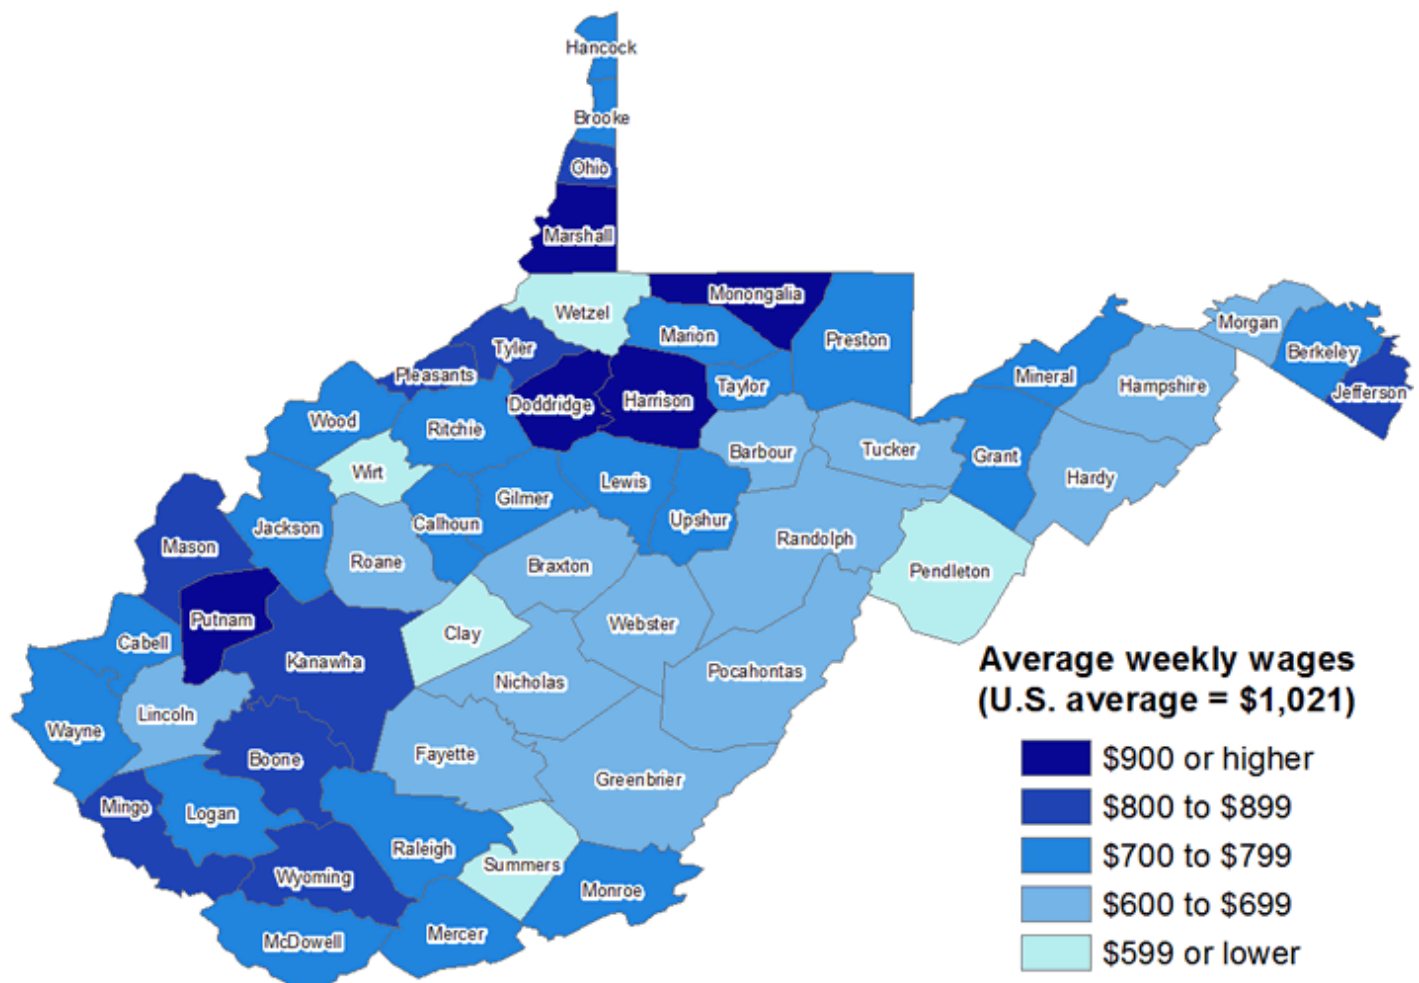 Hancock
Brooke
Ohio
Marshall
Wetzel
Monongalia
Marion
Preston
Tyler
Pleasants
Doddridge
Harrison
Taylor
Morgan
Berkeley
Jefferson
Mineral
Hampshire
Wood
Ritchie
Barbour
Tucker
Grant
Hardy
Wirt
Lewis
Gilmer
Calhoun
Upshur
Jackson
Mason
Roane
Braxton
Randolph
Pendleton
Putnam
Cabell
Clay
Webster
Kanawha
Nicholas
Pocahontas
Lincoln
Wayne
Boone
Fayette
Greenbrier
Mingo
Logan
Raleigh
Summers
Wyoming
Monroe
McDowell
Mercer
Average weekly wages
(U.S. average = $1,021)
$900 or higher
$800 to $899
$700 to $799
$600 to $699
$599 or lower